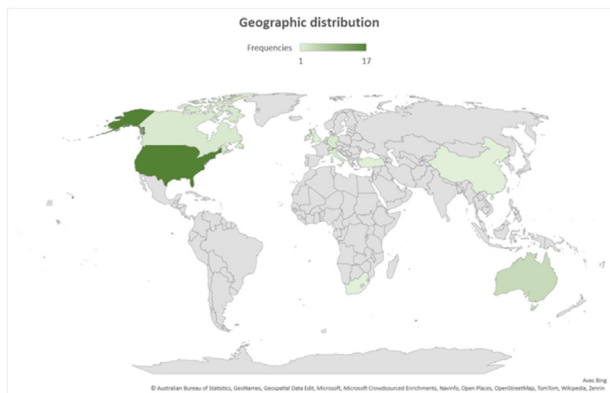 Geographic distribution
Frequencies
1 17
Avec Bing
© Australian Bureau of Statistics, GeoNames, Geospatial Data Edit, Microsoft, Microsoft Crowdsourced Enrichments, Navinfo, Open Places, OpenStreetMap, TomTom, Wikipedia, Zenrin